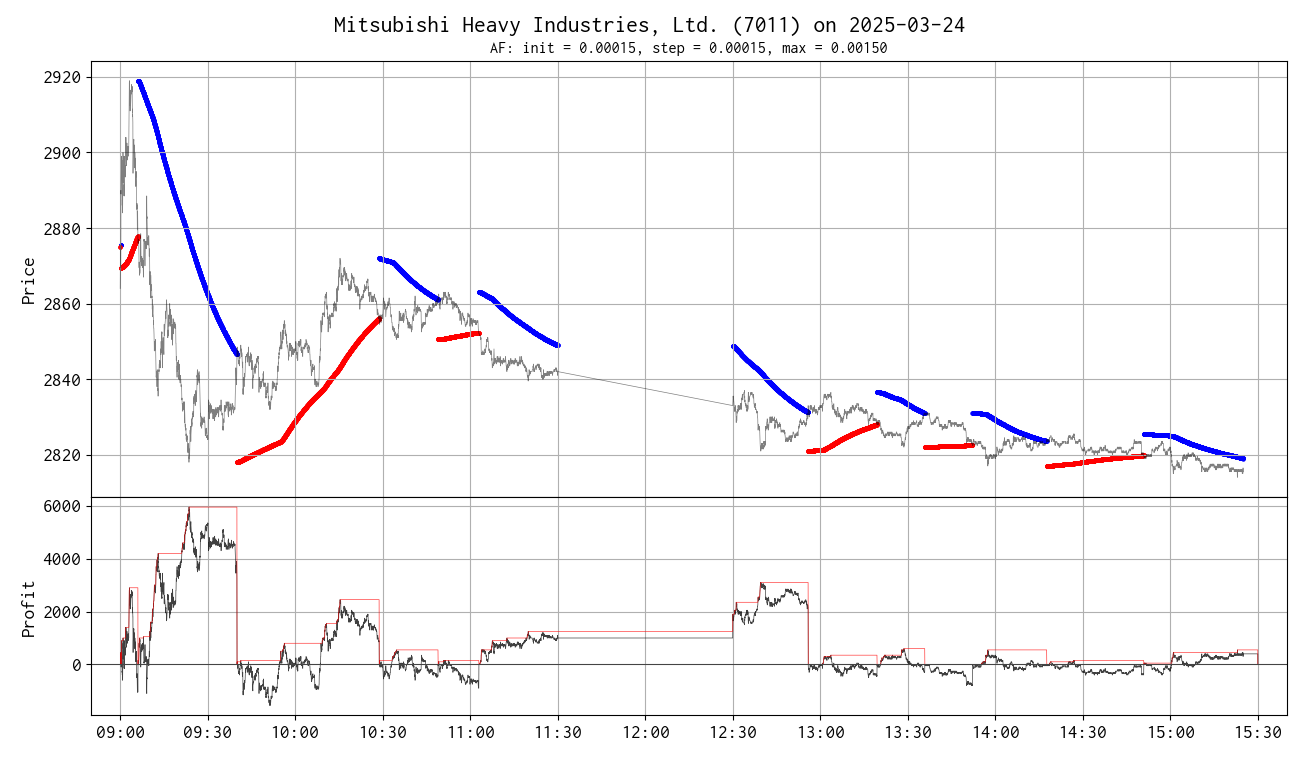 Mitsubishi Heavy Industries, Ltd. (7011) on 2025-03-24
AF: init = 0.00015, step = 0.00015, max = 0.00150
Price
2920
2900
2880
2860
2840
2820
Profit
6000
4000
2000
0
09:00 09:30 10:00 10:30 11:00 11:30 12:00 12:30 13:00 13:30 14:00 14:30 15:00 15:30